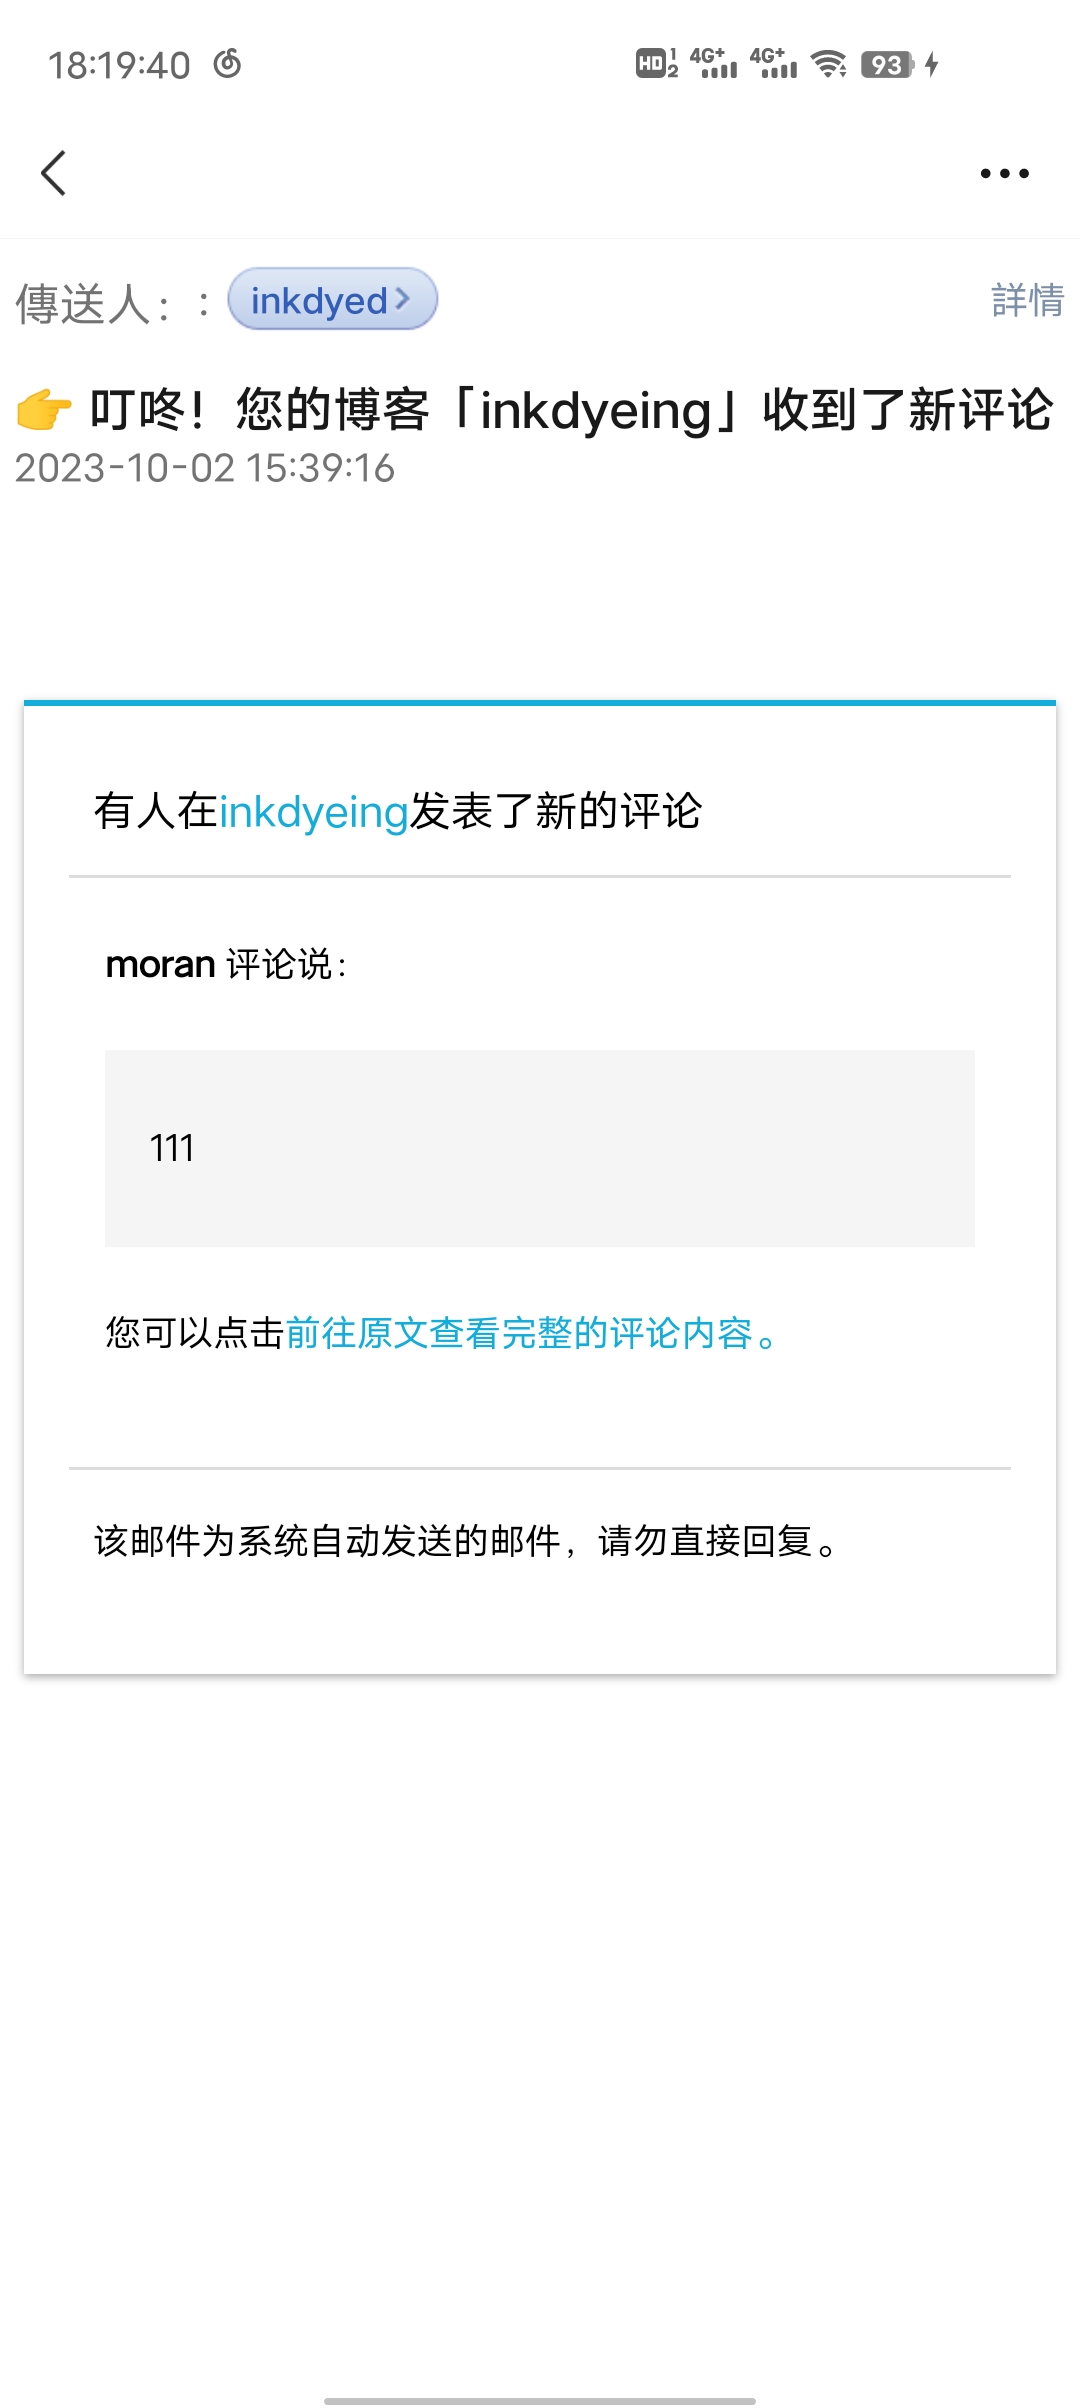 18:19:40 HD 1 2 4G+ 4G+ 93
傳送人：: inkdyed 詳情
👉 叮咚！您的博客「inkdyeing」收到了新评论
2023-10-02 15:39:16
有人在inkdyeing发表了新的评论
moran 评论说：
111
您可以点击前往原文查看完整的评论内容。
该邮件为系统自动发送的邮件，请勿直接回复。